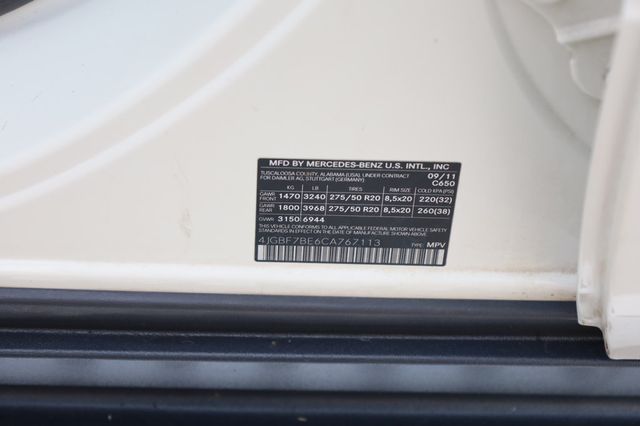 MFD BY MERCEDES-BENZ U.S. INTL., INC
TUSCALOOSA COUNTY, ALABAMA (USA), UNDER CONTRACT 09/11
FOR DAIMLER AG, STUTTGART (GERMANY) C650
KG LB TIRES RIM SIZE COLD KPA (PSI)
GAWR FRONT 1470 3240 275/50 R20 8,5x20 220(32)
GAWR REAR 1800 3968 275/50 R20 8,5x20 260(38)
GVWR 3150 6944
THIS VEHICLE CONFORMS TO ALL APPLICABLE FEDERAL MOTOR VEHICLE SAFETY
STANDARDS IN EFFECT ON THE DATE OF MANUFACTURE SHOWN ABOVE.
4JGBF7BE6CA767113 TYPE: MPV